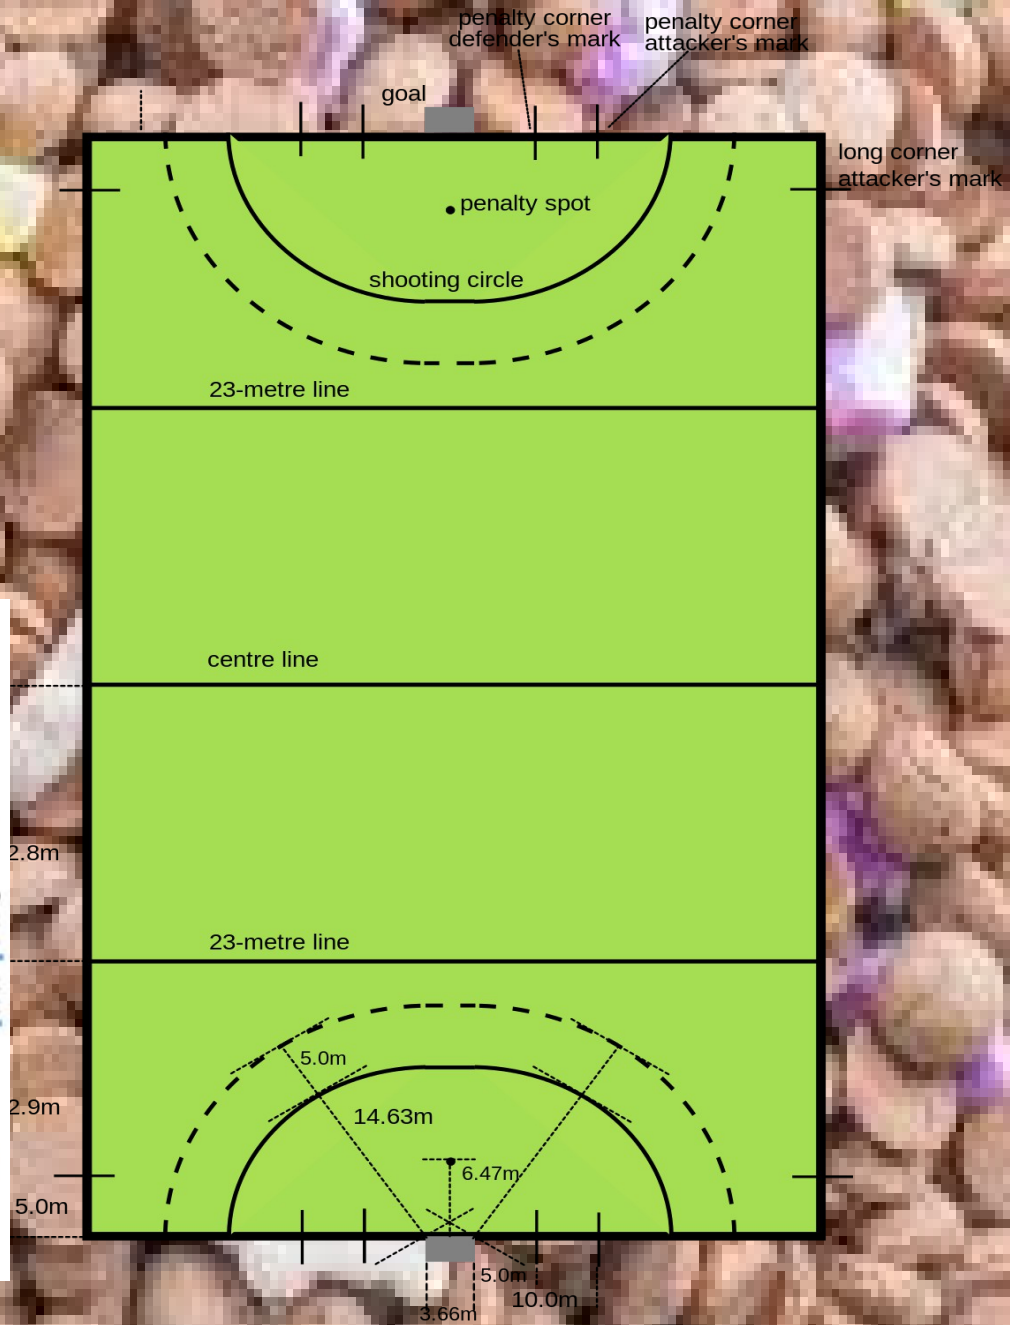 penalty corner
defender's mark
penalty corner
attacker's mark
goal
long corner
attacker's mark
penalty spot
shooting circle
23-metre line
centre line
2.8m
23-metre line
5.0m
2.9m
14.63m
6.47m
5.0m
5.0m
10.0m
3.66m